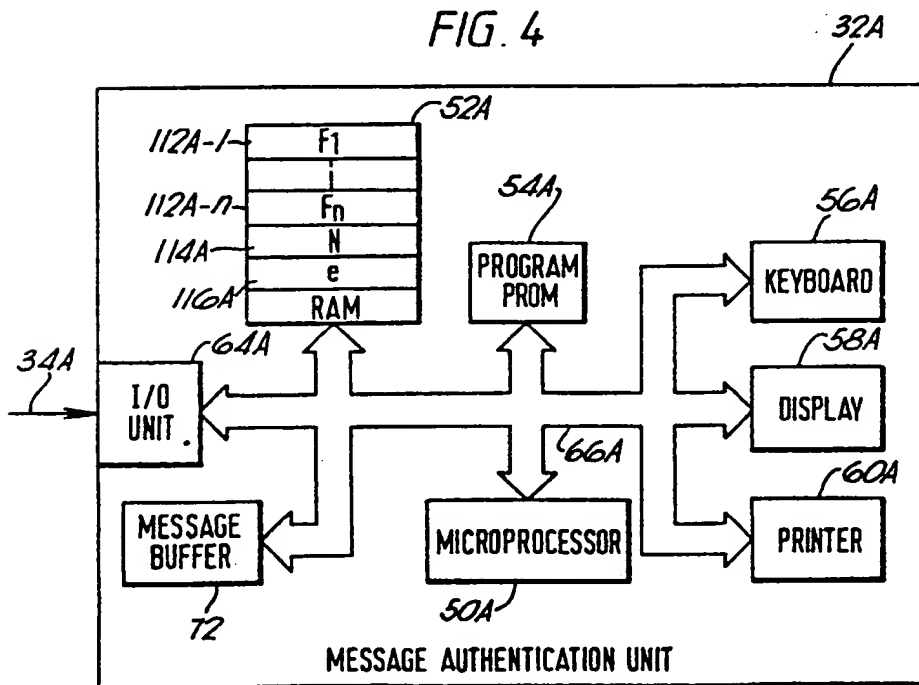 FIG. 4
32A
52A
112A-1
F1
112A-n
Fn
114A
N
116A
e
RAM
54A
PROGRAM
PROM
56A
KEYBOARD
64A
34A
I/O
UNIT
58A
DISPLAY
66A
60A
MESSAGE
BUFFER
72
MICROPROCESSOR
50A
PRINTER
MESSAGE AUTHENTICATION UNIT